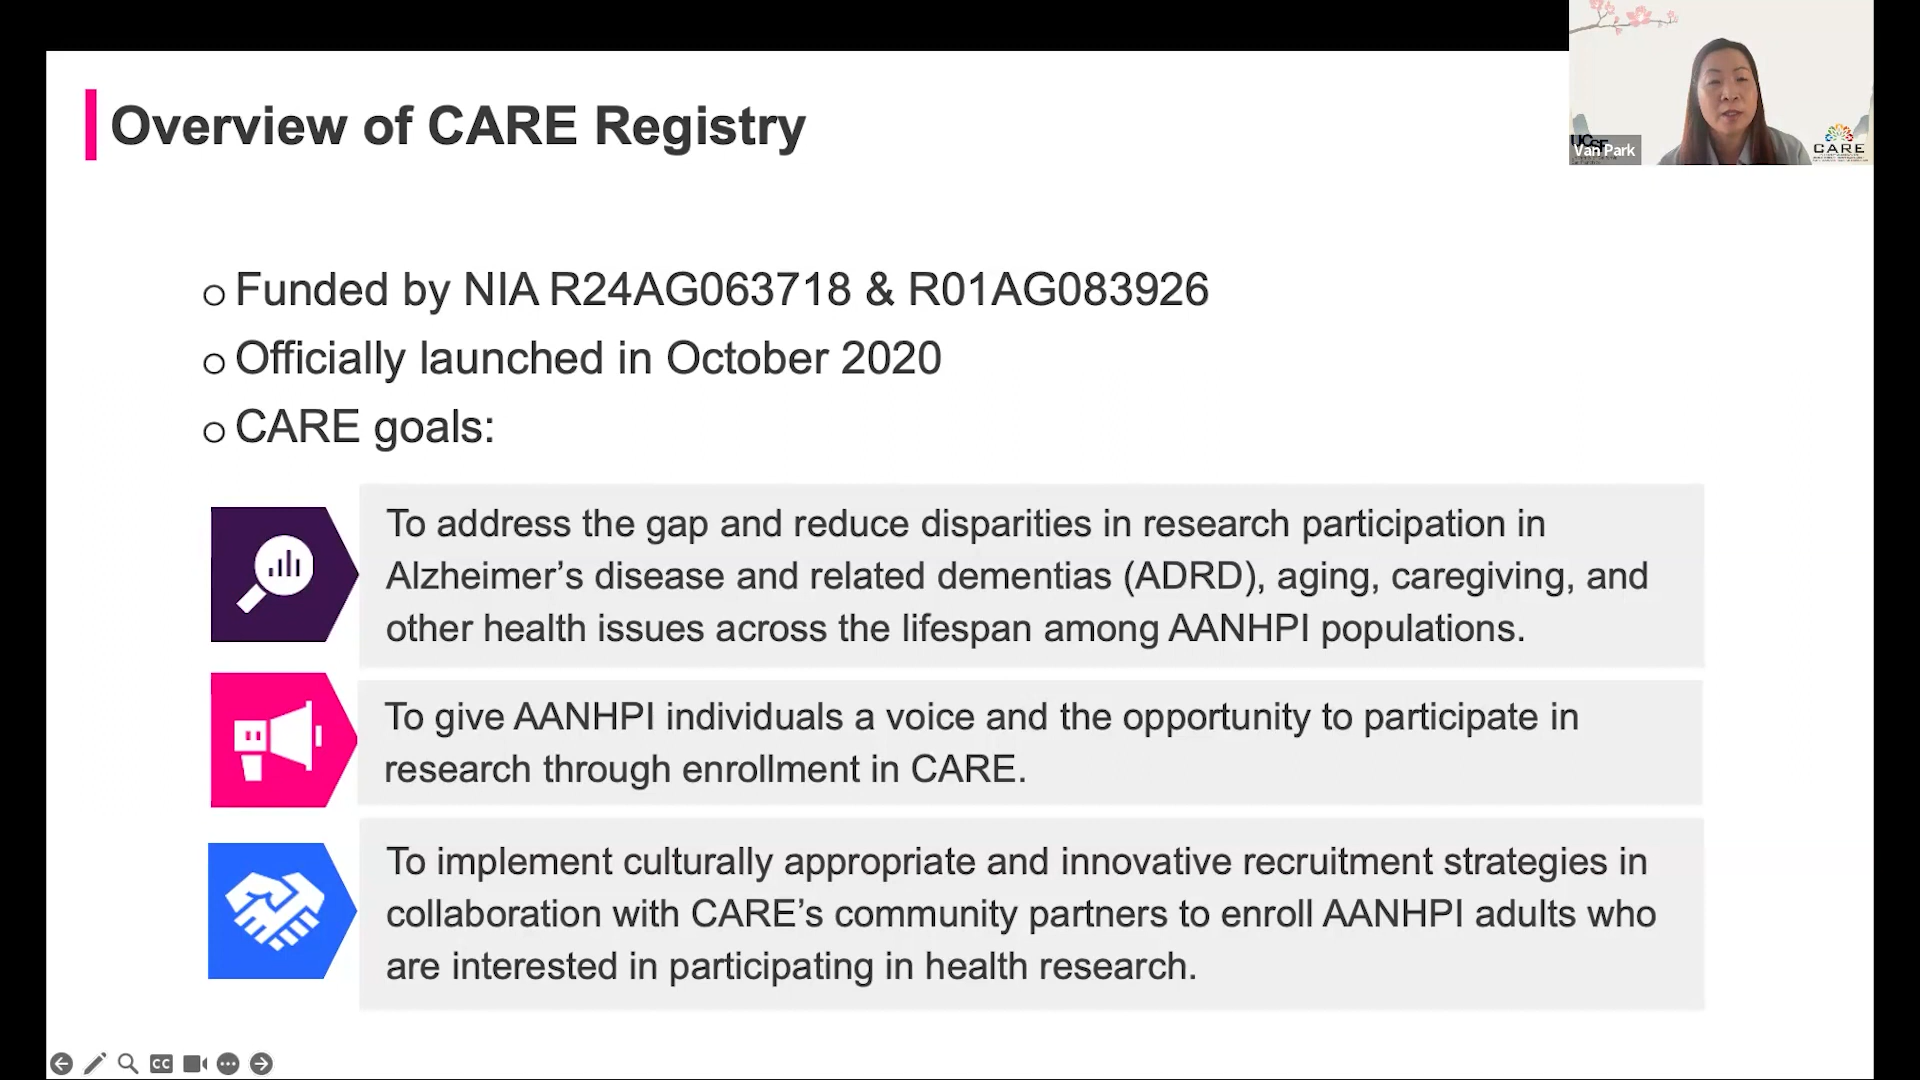 Overview of CARE Registry
Van Park
CARE
Funded by NIA R24AG063718 & R01AG083926
Officially launched in October 2020
CARE goals:
To address the gap and reduce disparities in research participation in
Alzheimer’s disease and related dementias (ADRD), aging, caregiving, and
other health issues across the lifespan among AANHPI populations.
To give AANHPI individuals a voice and the opportunity to participate in
research through enrollment in CARE.
To implement culturally appropriate and innovative recruitment strategies in
collaboration with CARE’s community partners to enroll AANHPI adults who
are interested in participating in health research.
CC